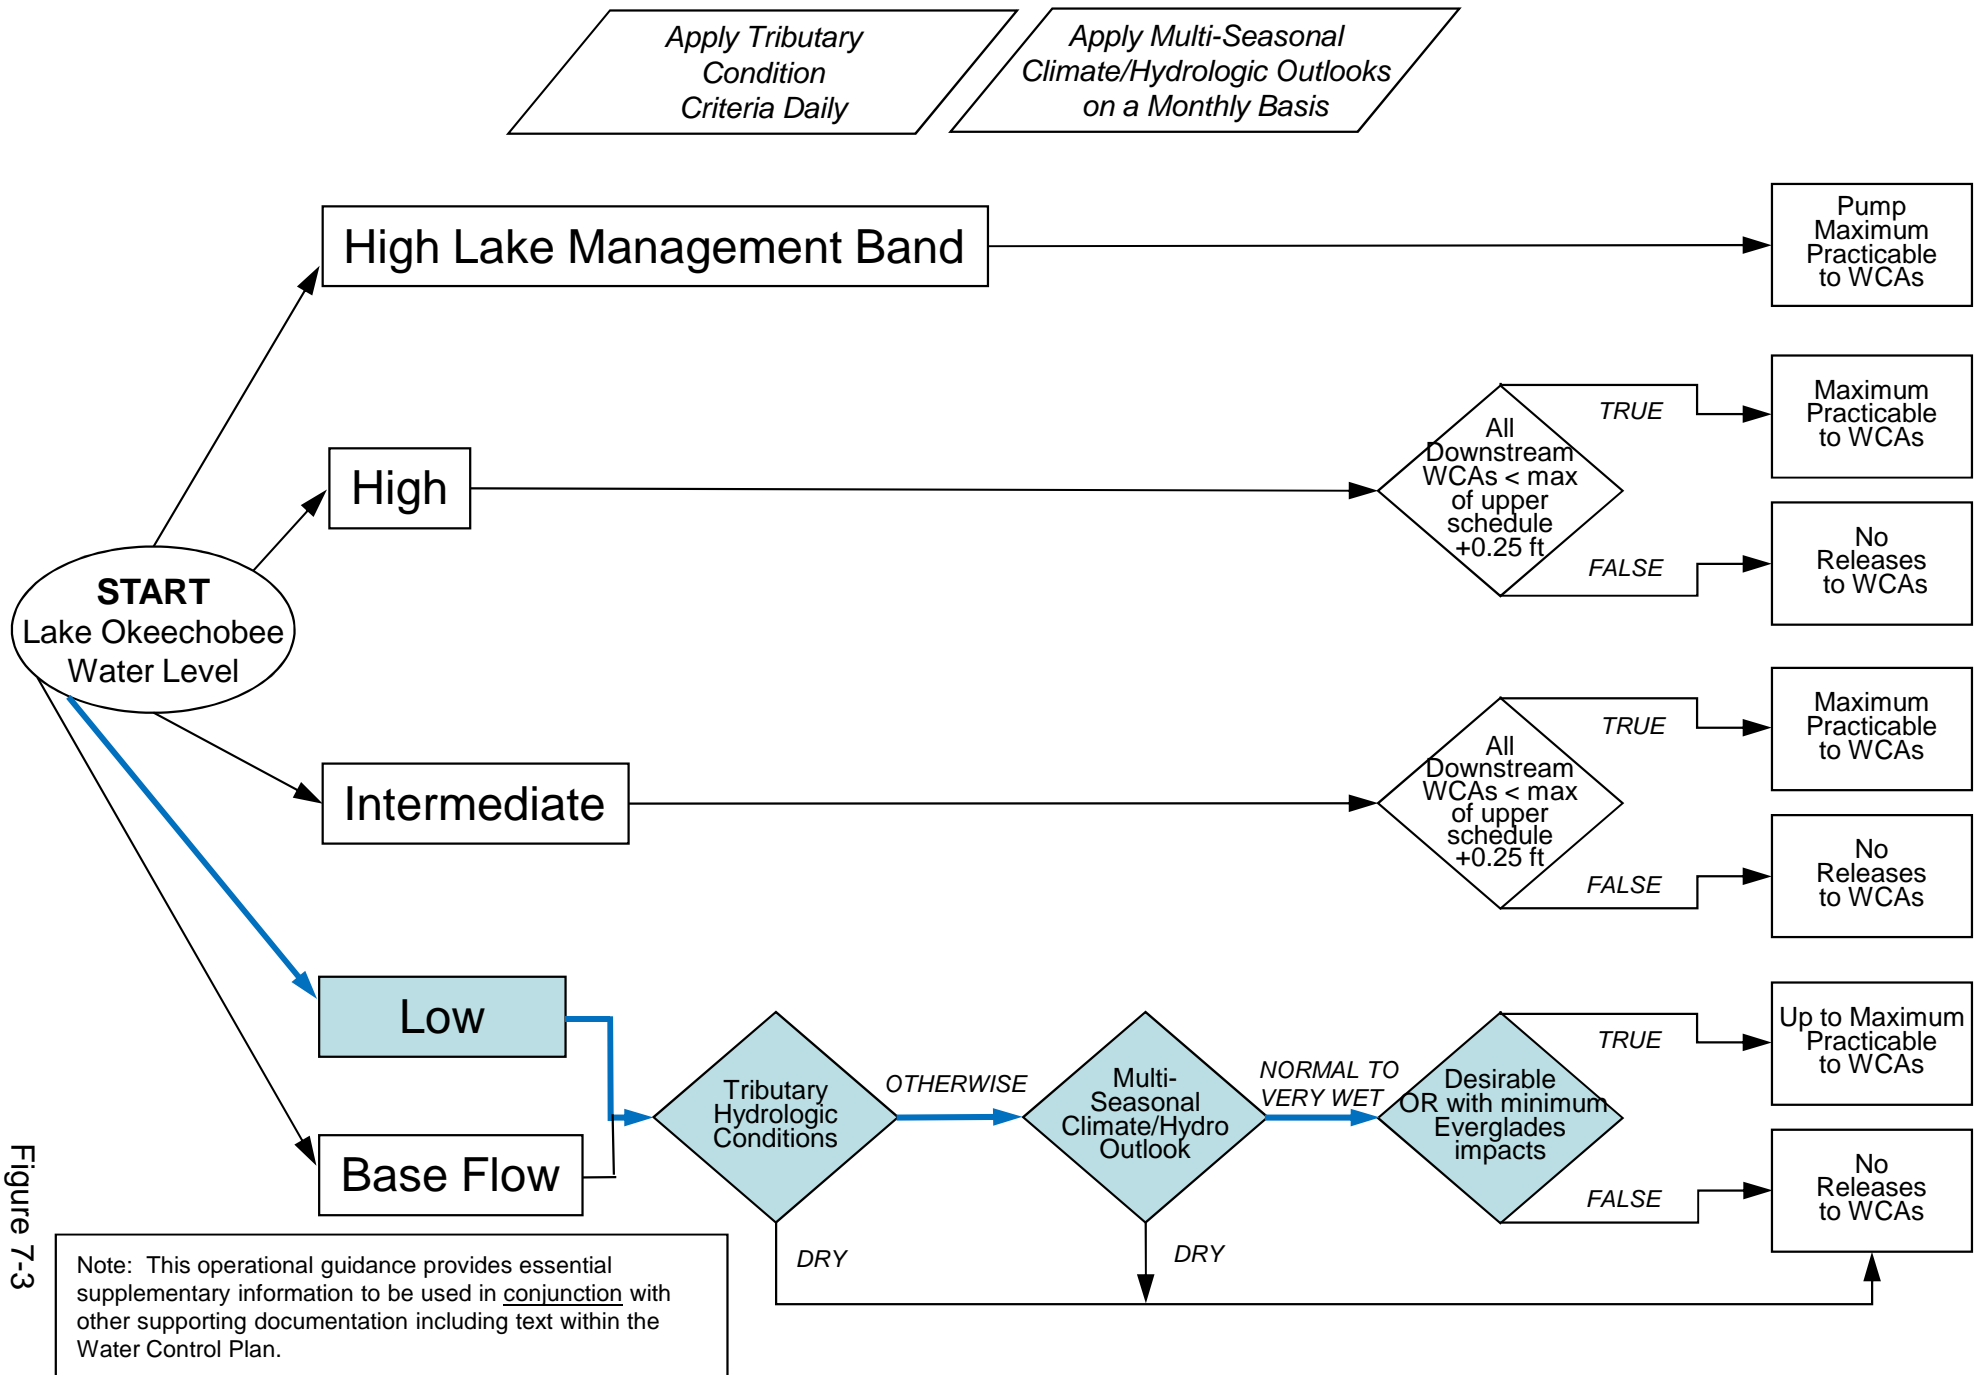 Apply Tributary
Condition
Criteria Daily
Apply Multi-Seasonal
Climate/Hydrologic Outlooks
on a Monthly Basis
High Lake Management Band
Pump
Maximum
Practicable
to WCAs
High
All
Downstream
WCAs < max
of upper
schedule
+0.25 ft
TRUE
Maximum
Practicable
to WCAs
FALSE
No
Releases
to WCAs
START
Lake Okeechobee
Water Level
Intermediate
All
Downstream
WCAs < max
of upper
schedule
+0.25 ft
TRUE
Maximum
Practicable
to WCAs
FALSE
No
Releases
to WCAs
Low
Base Flow
Tributary
Hydrologic
Conditions
OTHERWISE
DRY
Multi-
Seasonal
Climate/Hydro
Outlook
NORMAL TO
VERY WET
DRY
Desirable
OR with minimum
Everglades
impacts
TRUE
Up to Maximum
Practicable
to WCAs
FALSE
No
Releases
to WCAs
Figure 7-3
Note:  This operational guidance provides essential
supplementary information to be used in conjunction with
other supporting documentation including text within the
Water Control Plan.